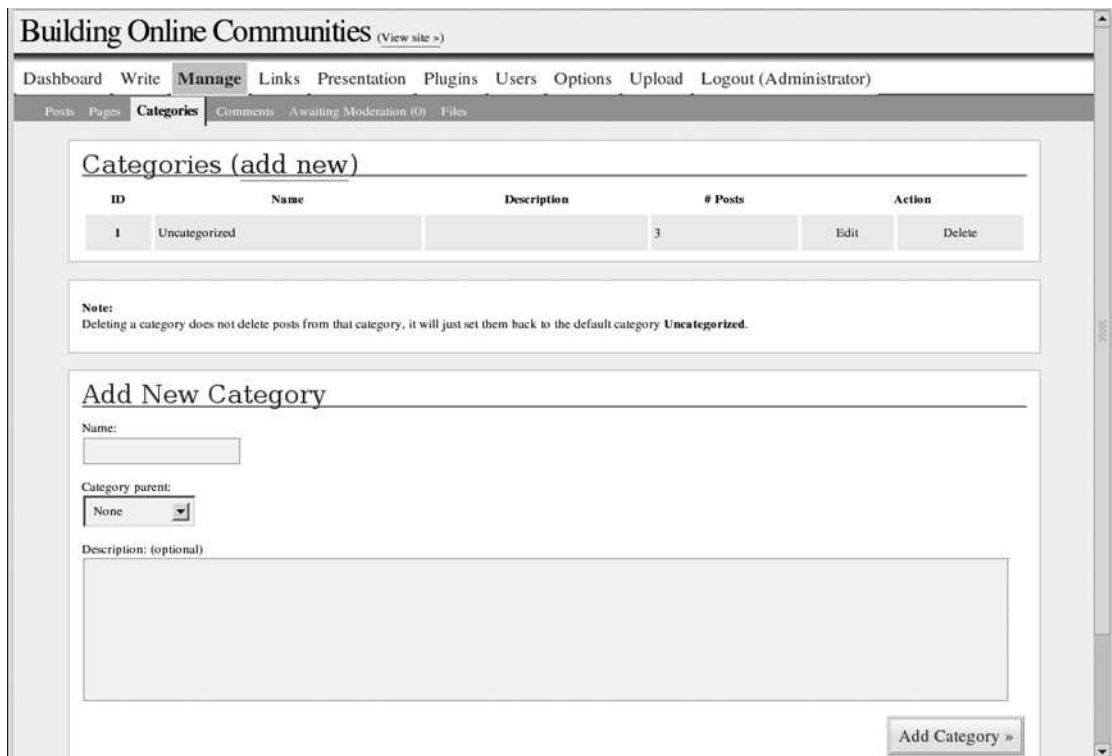 Building Online Communities (View site »)
Dashboard Write Manage Links Presentation Plugins Users Options Upload Logout (Administrator)
Posts Pages Categories Comments Awaiting Moderation (0) Files
Categories (add new)
ID Name Description # Posts Action
1 Uncategorized 3 Edit Delete
Note:
Deleting a category does not delete posts from that category, it will just set them back to the default category Uncategorized.
Add New Category
Name:
Category parent:
None
Description: (optional)
Add Category »